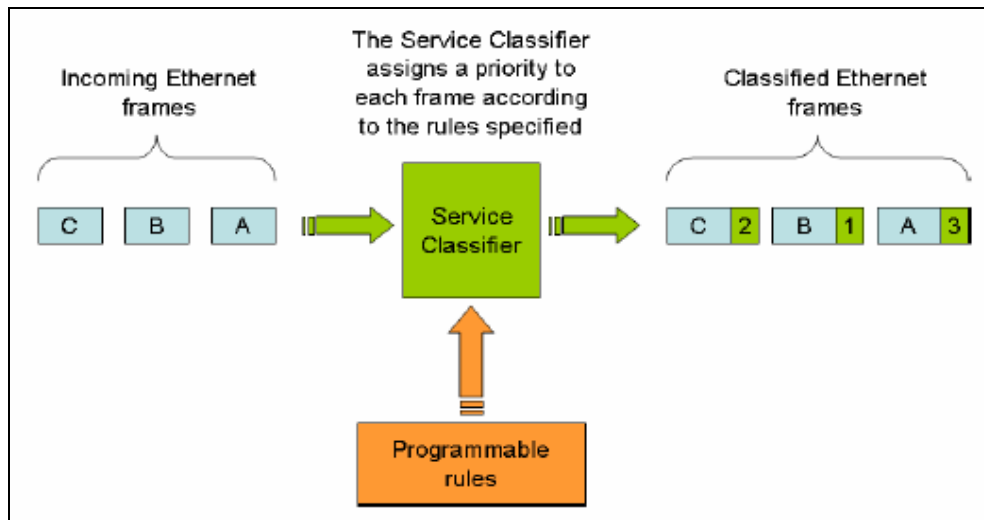 Incoming Ethernet
frames
The Service Classifier
assigns a priority to
each frame according
to the rules specified
Classified Ethernet
frames
C B A
Service
Classifier
C 2 B 1 A 3
Programmable
rules